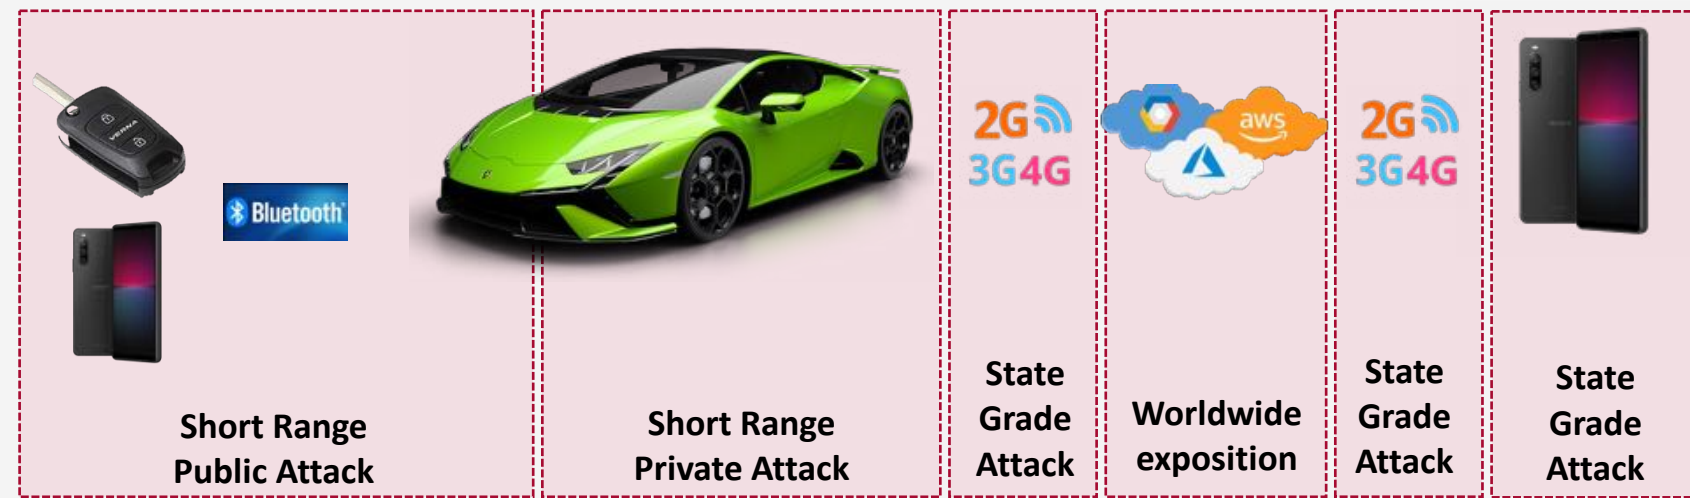 VERNA
Bluetooth
Short Range
Public Attack
Short Range
Private Attack
2G
3G4G
State
Grade
Attack
aws
Worldwide
exposition
2G
3G4G
State
Grade
Attack
State
Grade
Attack